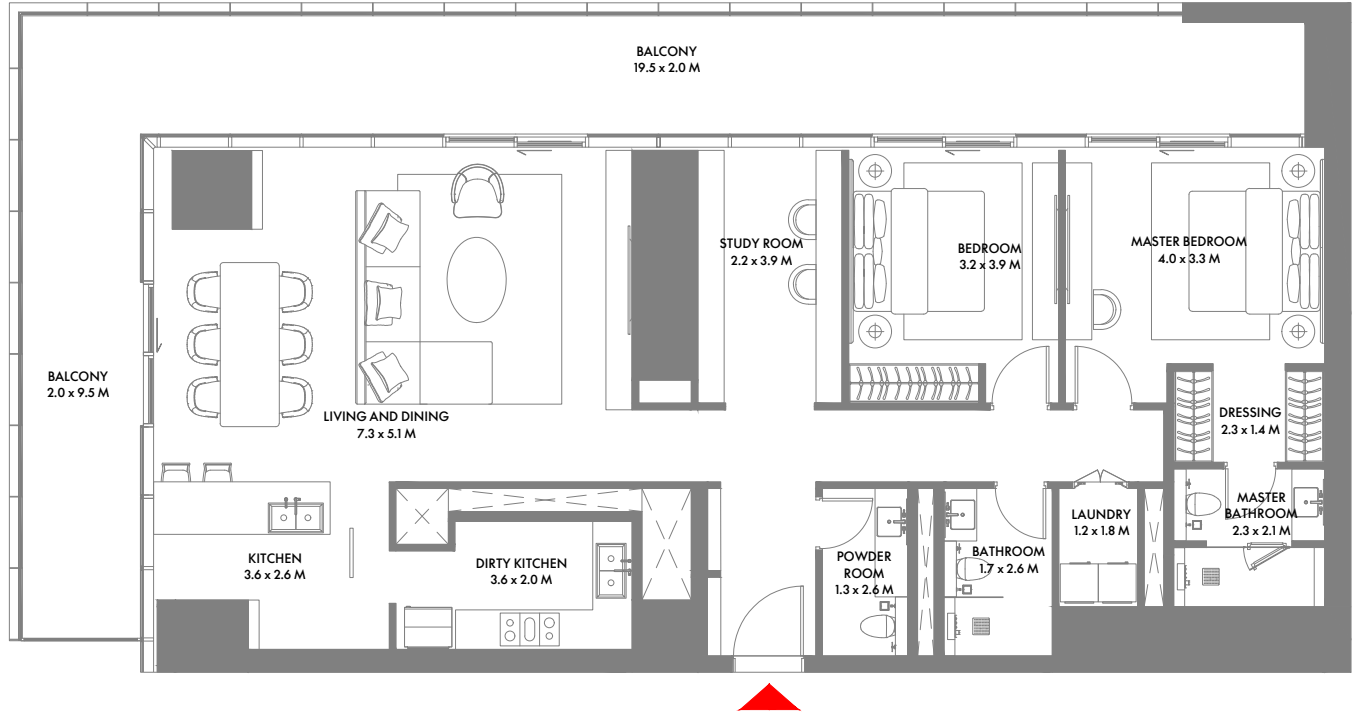 BALCONY
19.5 x 2.0 M
STUDY ROOM
2.2 x 3.9 M
BEDROOM
3.2 x 3.9 M
MASTER BEDROOM
4.0 x 3.3 M
BALCONY
2.0 x 9.5 M
LIVING AND DINING
7.3 x 5.1 M
DRESSING
2.3 x 1.4 M
KITCHEN
3.6 x 2.6 M
DIRTY KITCHEN
3.6 x 2.0 M
POWDER
ROOM
1.3 x 2.6 M
BATHROOM
1.7 x 2.6 M
LAUNDRY
1.2 x 1.8 M
MASTER
BATHROOM
2.3 x 2.1 M